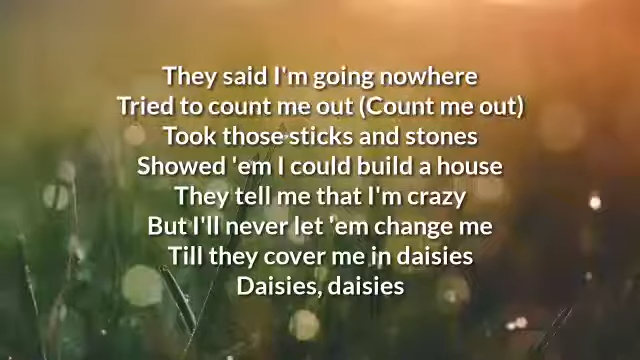 They said I'm going nowhere
Tried to count me out (Count me out)
Took those sticks and stones
Showed 'em I could build a house
They tell me that I'm crazy
But I'll never let 'em change me
Till they cover me in daisies
Daisies, daisies